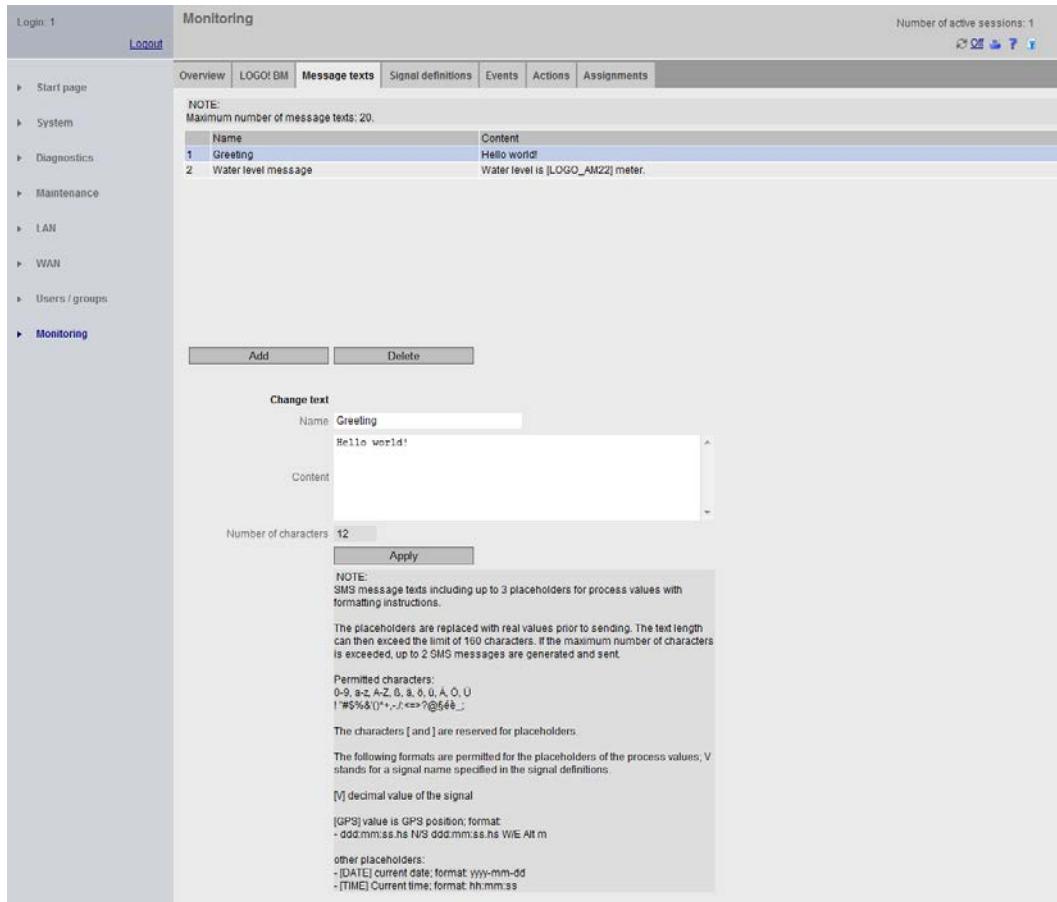 Login: 1
Logout
Monitoring
Number of active sessions: 1
Off
Start page
System
Diagnostics
Maintenance
LAN
WAN
Users / groups
Monitoring
Overview LOGO! BM Message texts Signal definitions Events Actions Assignments
NOTE:
Maximum number of message texts: 20.
Name Content
1 Greeting Hello world!
2 Water level message Water level is [LOGO_AM22] meter.
Add Delete
Change text
Name Greeting
Content Hello world!
Number of characters 12
Apply
NOTE:
SMS message texts including up to 3 placeholders for process values with
formatting instructions.
The placeholders are replaced with real values prior to sending. The text length
can then exceed the limit of 160 characters. If the maximum number of characters
is exceeded, up to 2 SMS messages are generated and sent.
Permitted characters:
0-9, a-z, A-Z, ß, ä, ö, ü, Ä, Ö, Ü
! "#$%&'()*+,-./:<=>?@§éè_;
The characters [ and ] are reserved for placeholders.
The following formats are permitted for the placeholders of the process values; V
stands for a signal name specified in the signal definitions.
[V] decimal value of the signal
[GPS] value is GPS position; format:
- ddd:mm:ss.hs N/S ddd:mm:ss.hs W/E Alt m
other placeholders:
- [DATE] current date; format: yyyy-mm-dd
- [TIME] Current time; format: hh:mm:ss